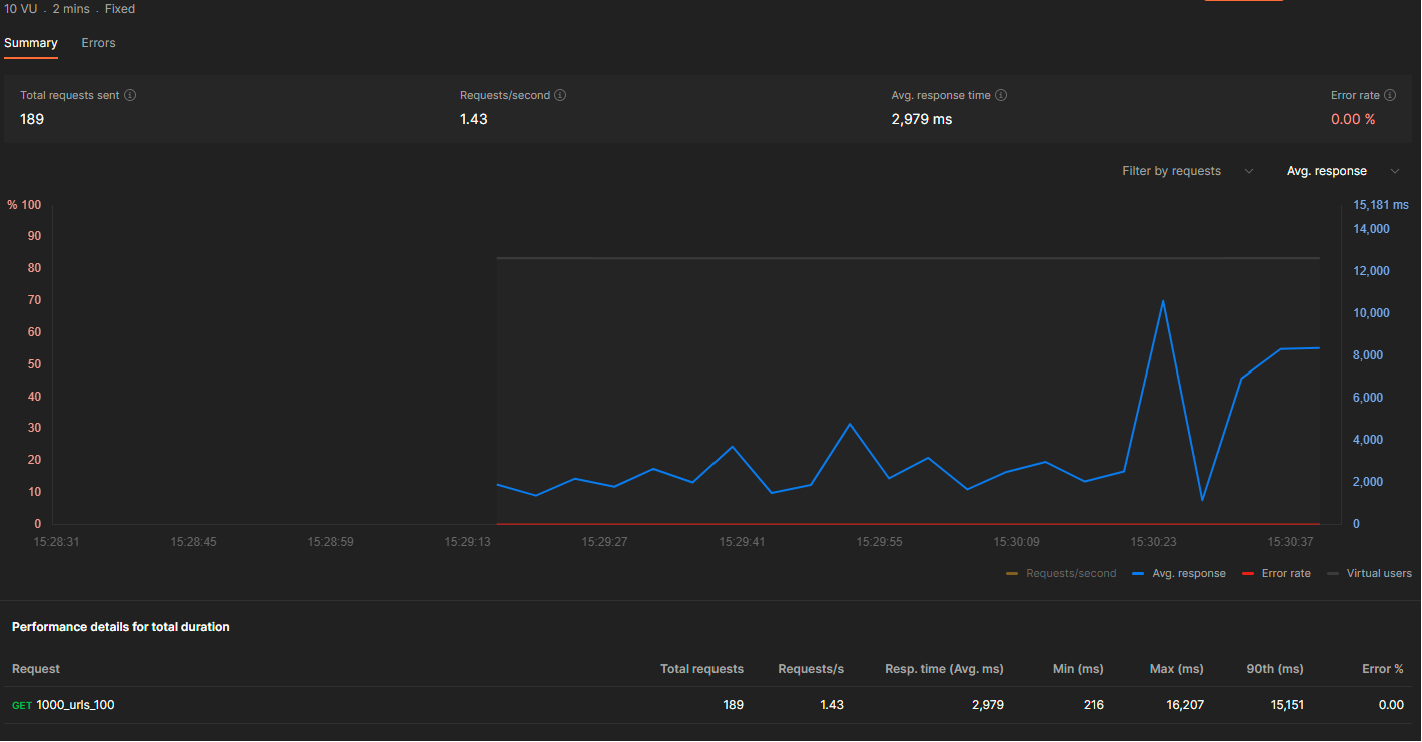 10 VU . 2 mins . Fixed
Summary Errors
Total requests sent Requests/second Avg. response time Error rate
189 1.43 2,979 ms 0.00 %
Filter by requests Avg. response
% 100 15,181 ms
90 14,000
80 12,000
70 10,000
60
50 8,000
40 6,000
30 4,000
20 2,000
10
0 0
15:28:31 15:28:45 15:28:59 15:29:13 15:29:27 15:29:41 15:29:55 15:30:09 15:30:23 15:30:37
Requests/second Avg. response Error rate Virtual users
Performance details for total duration
Request Total requests Requests/s Resp. time (Avg. ms) Min (ms) Max (ms) 90th (ms) Error %
GET 1000_urls_100 189 1.43 2,979 216 16,207 15,151 0.00